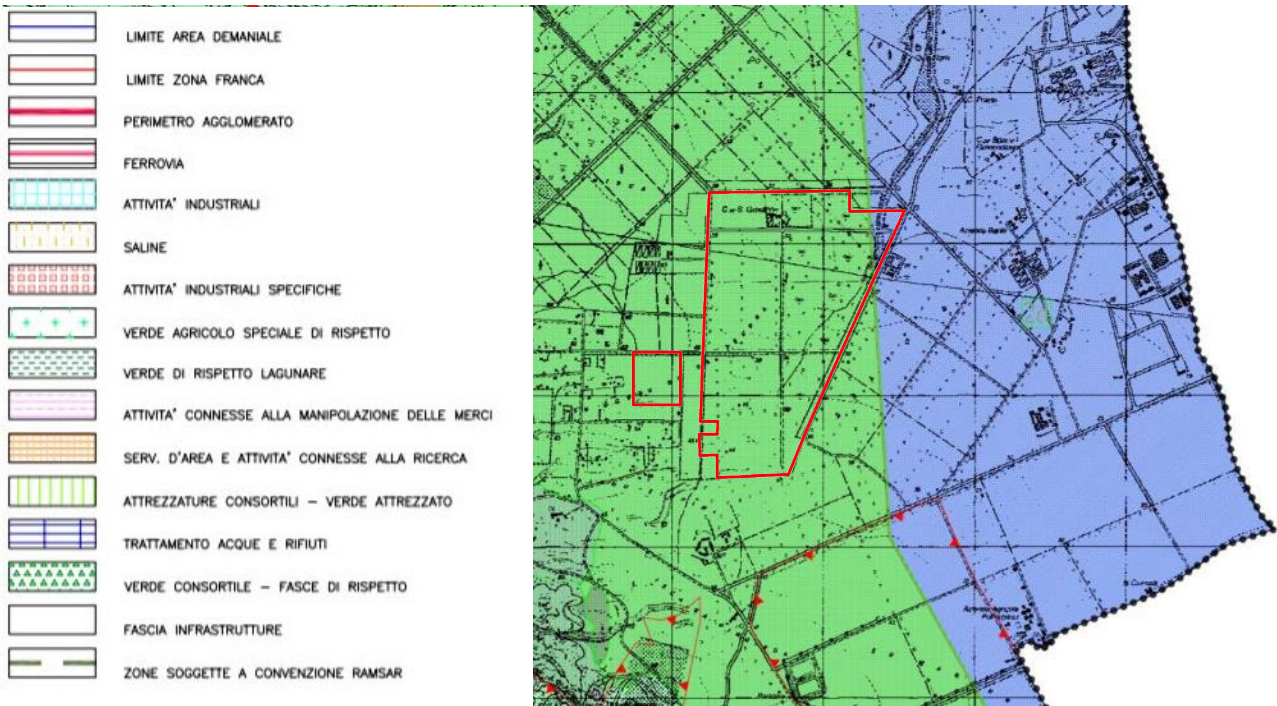 LIMITE AREA DEMANIALE
LIMITE ZONA FRANCA
PERIMETRO AGGLOMERATO
FERROVIA
ATTIVITA' INDUSTRIALI
SALINE
ATTIVITA' INDUSTRIALI SPECIFICHE
VERDE AGRICOLO SPECIALE DI RISPETTO
VERDE DI RISPETTO LAGUNARE
ATTIVITA' CONNESSE ALLA MANIPOLAZIONE DELLE MERCI
SERV. D'AREA E ATTIVITA' CONNESSE ALLA RICERCA
ATTREZZATURE CONSORTILI – VERDE ATTREZZATO
TRATTAMENTO ACQUE E RIFIUTI
VERDE CONSORTILE – FASCE DI RISPETTO
FASCIA INFRASTRUTTURE
ZONE SOGGETTE A CONVENZIONE RAMSAR